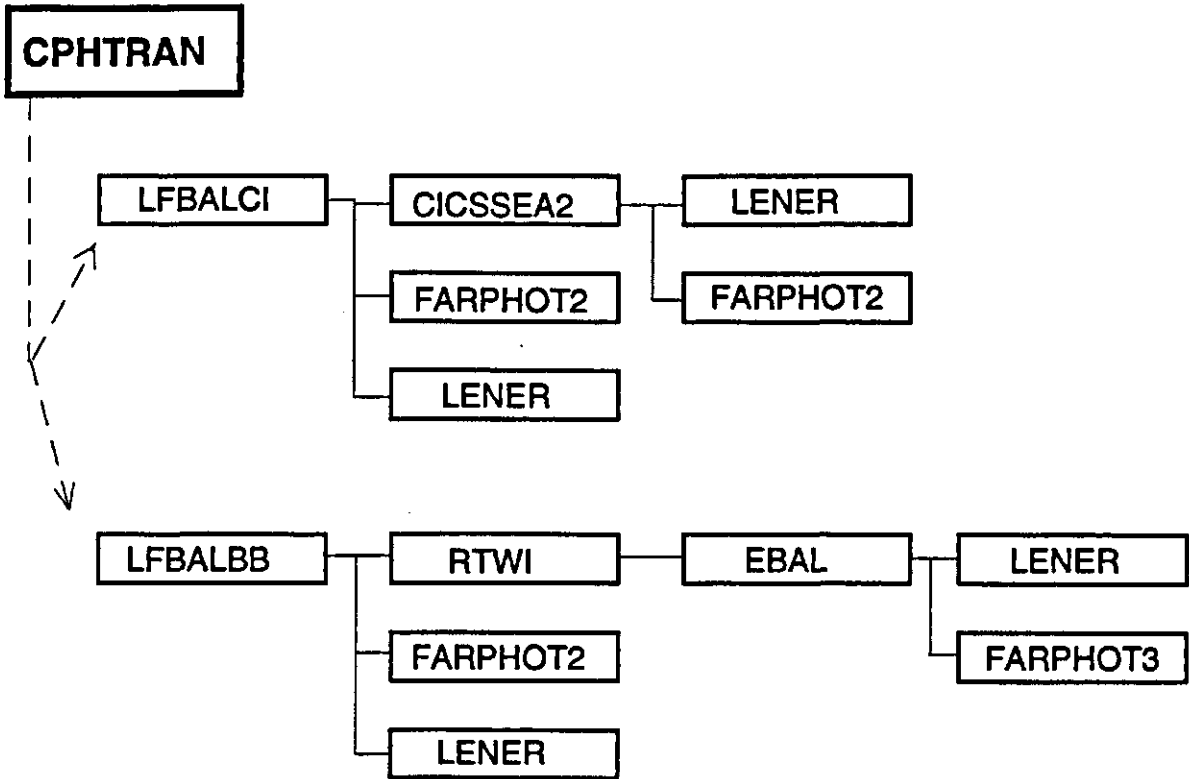 CPHTRAN
LFBALCI
CICSSEA2
LENER
FARPHOT2
FARPHOT2
LENER
LFBALBB
RTWI
EBAL
LENER
FARPHOT2
FARPHOT3
LENER